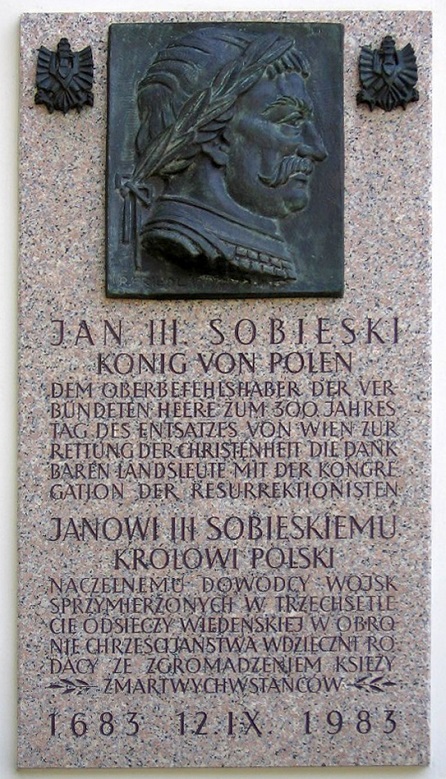 JAN III. SOBIESKI
KÖNIG VON POLEN
DEM OBERBEFEHLSHABER DER VER
BÜNDETEN HEERE ZUM 300. JAHRES
TAG DES ENTSATZES VON WIEN ZUR
RETTUNG DER CHRISTENHEIT DIE DANK
BAREN LANDSLEUTE MIT DER KONGRE
GATION DER RESURREKTIONISTEN
JANOWI III SOBIESKIEMU
KRÓLOWI POLSKI
NACZELNEMU DOWÓDCY WOJSK
SPRZYMIERZONYCH W TRZECHSETLE
CIE ODSIECZY WIEDEŃSKIEJ W OBRO
NIE CHRZEŚCIJAŃSTWA WDZIĘCZNI RO
DACY ZE ZGROMADZENIEM KSIĘŻY
ZMARTWYCHWSTAŃCÓW
1683 12.IX. 1983